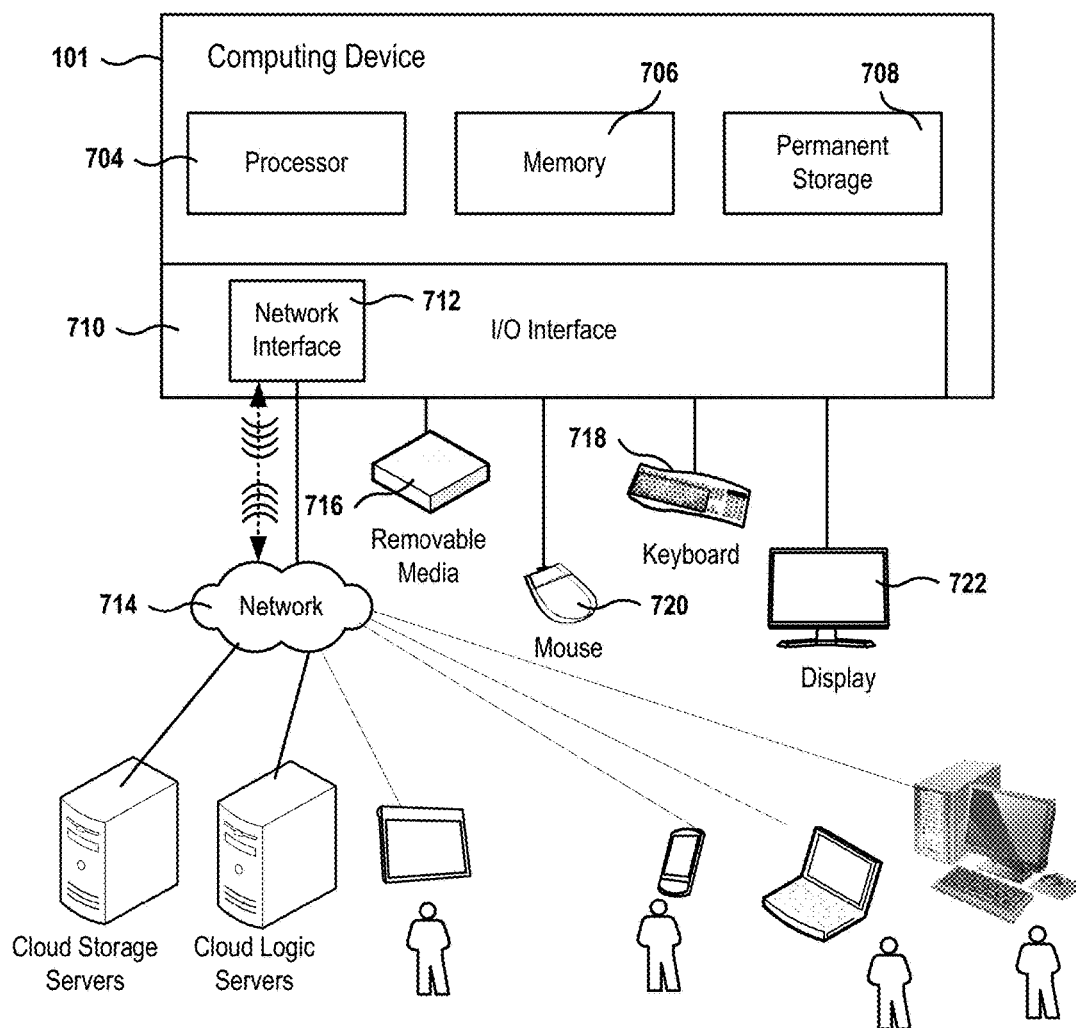 101
Computing Device
706
708
704
Processor
Memory
Permanent
Storage
710
Network
Interface
712
I/O Interface
716
Removable
Media
718
Keyboard
714
Network
720
Mouse
722
Display
Cloud Storage
Servers
Cloud Logic
Servers